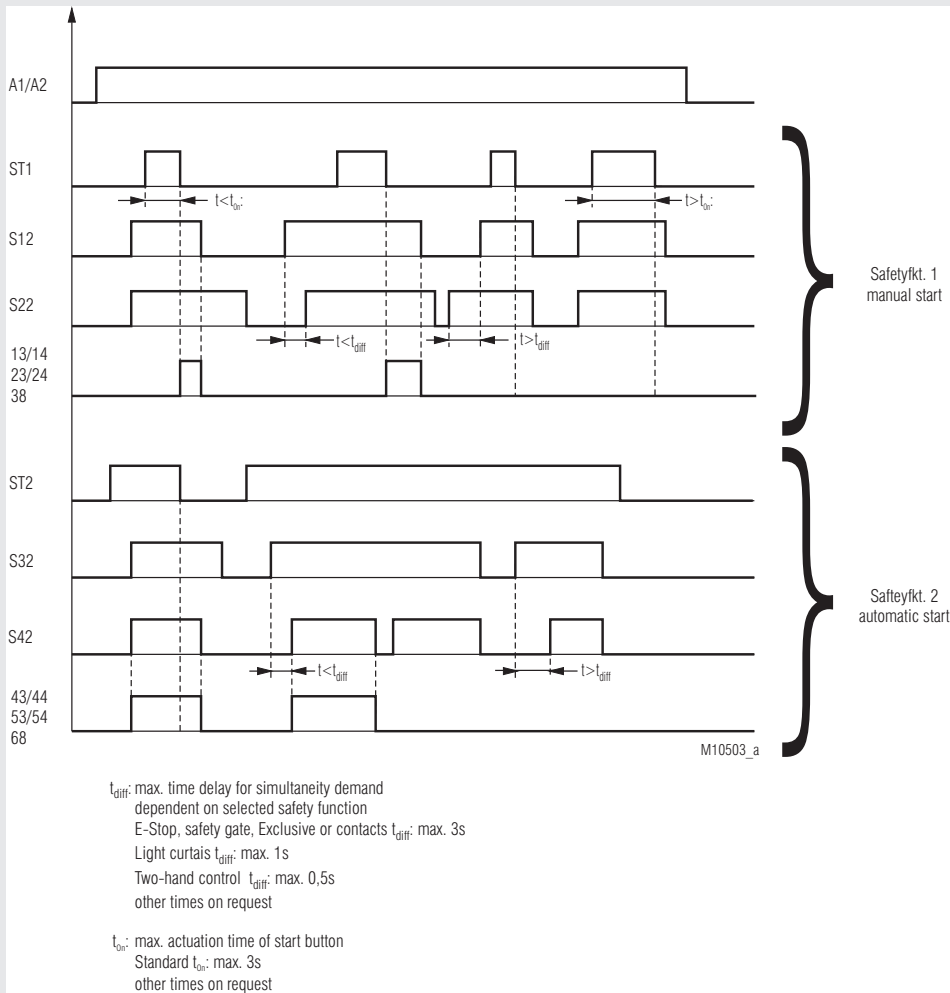 A1/A2
ST1
t<t0n:
t>t0n:
S12
S22
t<tdiff
t>tdiff
13/14
23/24
38
Safetyfkt. 1
manual start
ST2
S32
S42
t<tdiff
t>tdiff
43/44
53/54
68
Safteyfkt. 2
automatic start
M10503_a
tdiff: max. time delay for simultaneity demand
dependent on selected safety function
E-Stop, safety gate, Exclusive or contacts tdiff: max. 3s
Light curtais tdiff: max. 1s
Two-hand control tdiff: max. 0,5s
other times on request
t0n: max. actuation time of start button
Standard t0n: max. 3s
other times on request